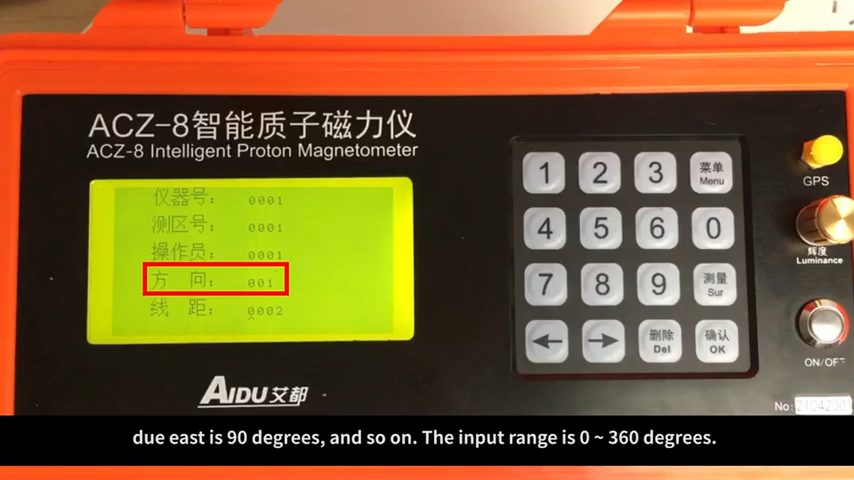 ACZ-8智能质子磁力仪
ACZ-8 Intelligent Proton Magnetometer
仪器号: 0001
测区号: 0001
操作员: 0001
方 向: 001
线 距: 0002
AIDU 艾都
1 2 3 菜单 Menu
4 5 6 0
7 8 9 测量 Sur
← → 删除 Del 确认 OK
GPS
辉度
Luminance
ON/OFF
No:
due east is 90 degrees, and so on. The input range is 0 ~ 360 degrees.